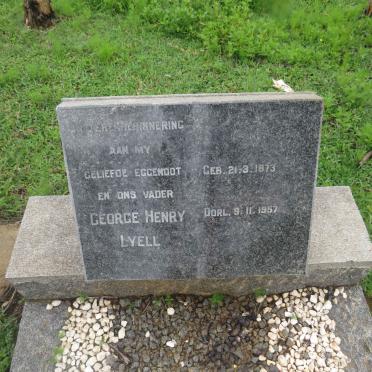 IN HERINNERING
AAN MY
GELIEFDE EGGENOOT
EN ONS VADER
GEORGE HENRY
LYELL
GEB. 21·3·1873
OORL. 9·11·1957